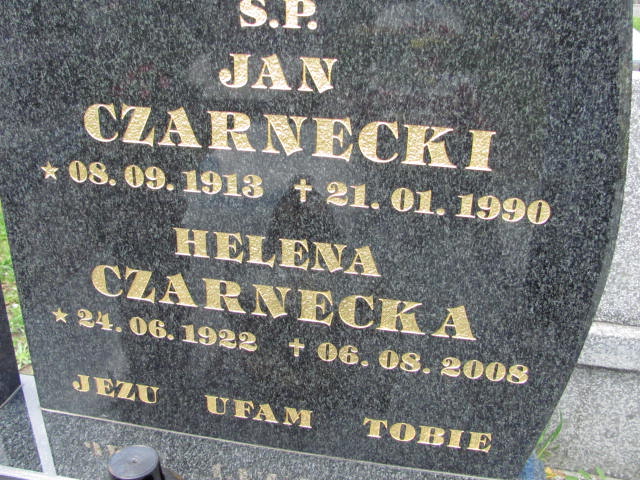 Ś.P.
JAN
CZARNECKI
★ 08. 09. 1913 ✝ 21. 01. 1990
HELENA
CZARNECKA
★ 24. 06. 1922 ✝ 06. 08. 2008
JEZU UFAM TOBIE